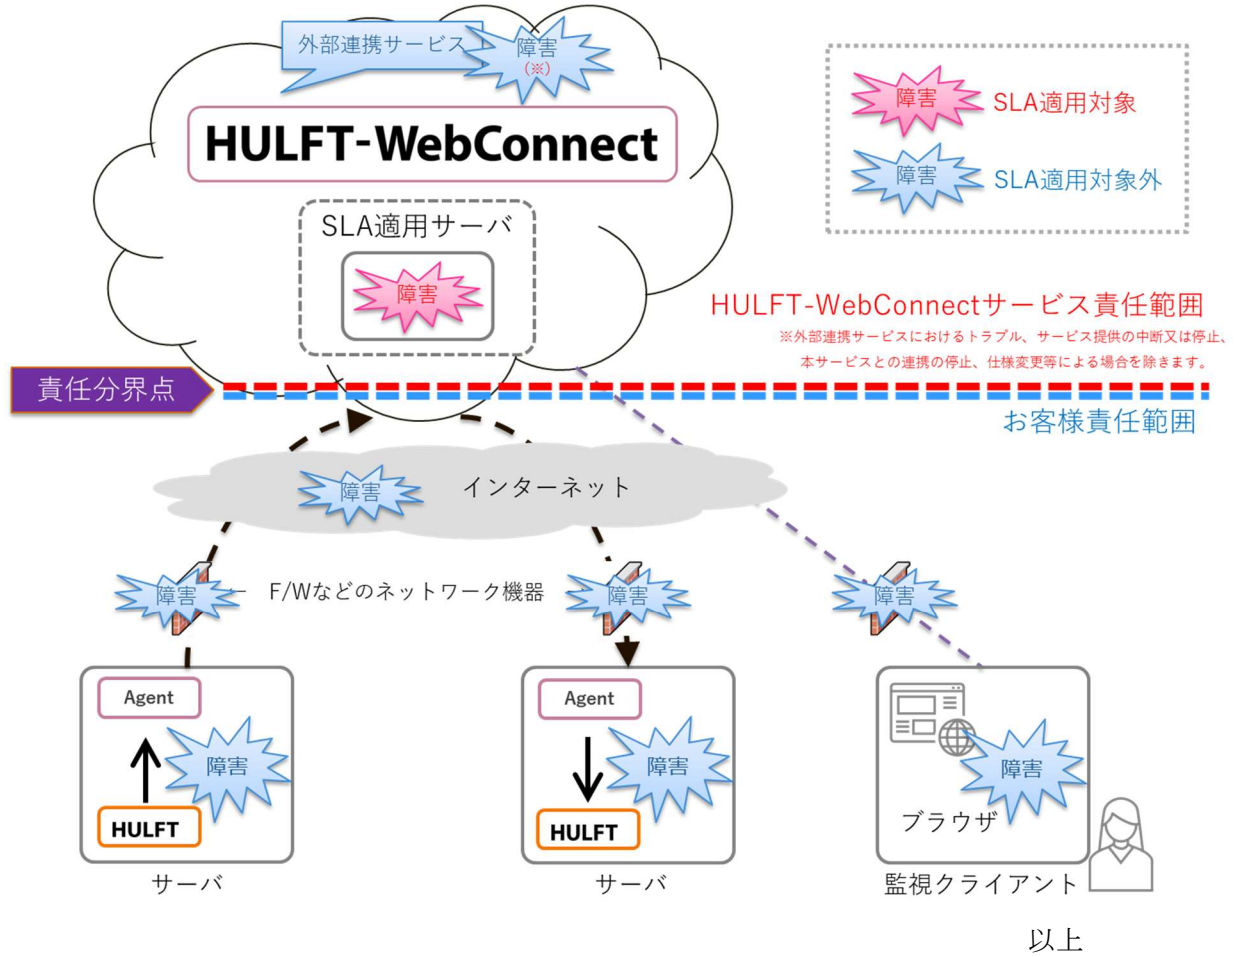 外部連携サービス
障害
(※)
HULFT-WebConnect
SLA適用サーバ
障害
障害
SLA適用対象
障害
SLA適用対象外
HULFT-WebConnectサービス責任範囲
※外部連携サービスにおけるトラブル、サービス提供の中断又は停止、
本サービスとの連携の停止、仕様変更等による場合を除きます。
責任分界点
お客様責任範囲
障害
インターネット
障害
F/Wなどのネットワーク機器
障害
障害
Agent
障害
HULFT
サーバ
Agent
障害
HULFT
サーバ
障害
ブラウザ
監視クライアント
以上